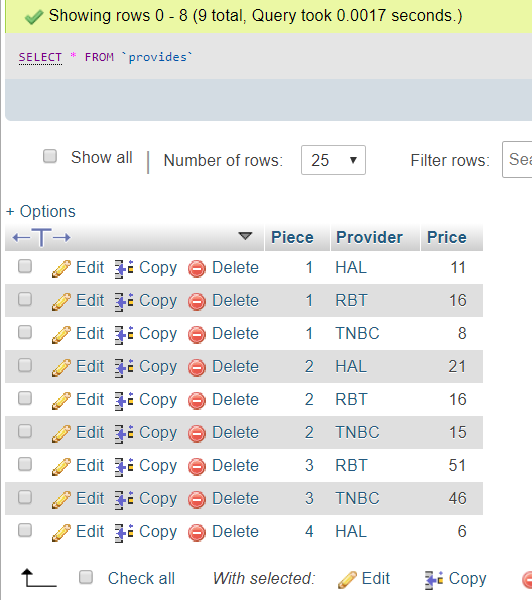 Showing rows 0 - 8 (9 total, Query took 0.0017 seconds.)
SELECT * FROM `provides`
Show all | Number of rows: 25 Filter rows: Sea
+ Options
Piece Provider Price
Edit Copy Delete 1 HAL 11
Edit Copy Delete 1 RBT 16
Edit Copy Delete 1 TNBC 8
Edit Copy Delete 2 HAL 21
Edit Copy Delete 2 RBT 16
Edit Copy Delete 2 TNBC 15
Edit Copy Delete 3 RBT 51
Edit Copy Delete 3 TNBC 46
Edit Copy Delete 4 HAL 6
Check all With selected: Edit Copy